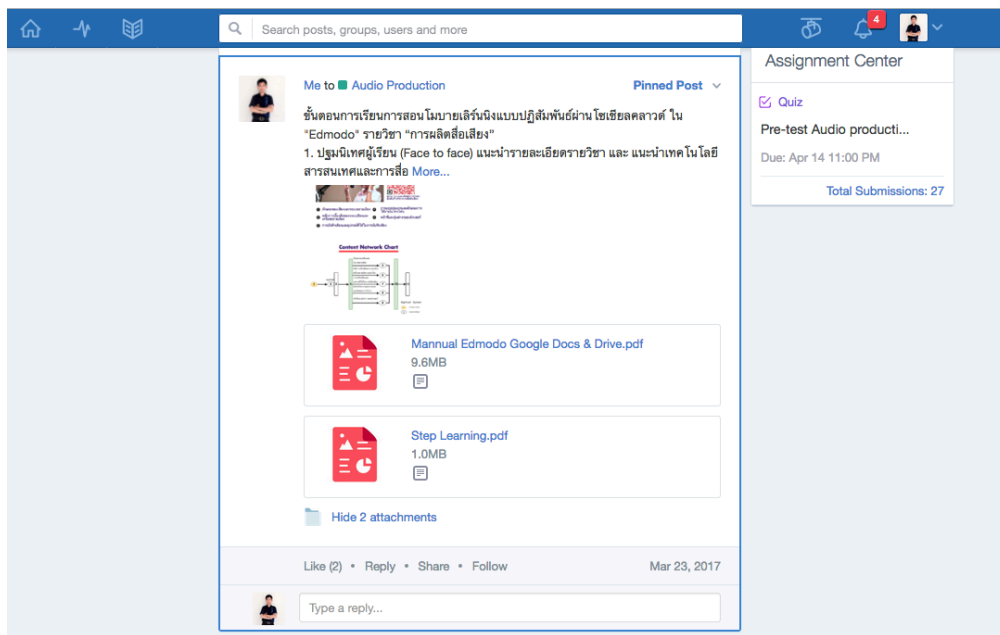 Search posts, groups, users and more
4
Me to Audio Production
Pinned Post
ขั้นตอนการเรียนการสอนโมบายเลิร์นนิงแบบปฏิสัมพันธ์ผ่านโซเชียลคลาวด์ ใน
"Edmodo" รายวิชา "การผลิตสื่อเสียง"
1. ปฐมนิเทศผู้เรียน (Face to face) แนะนำรายละเอียดรายวิชา และ แนะนำเทคโนโลยี
สารสนเทศและการสื่อ More...
Content Network Chart
Mannual Edmodo Google Docs & Drive.pdf
9.6MB
Step Learning.pdf
1.0MB
Hide 2 attachments
Like (2) • Reply • Share • Follow
Mar 23, 2017
Type a reply...
Assignment Center
Quiz
Pre-test Audio producti...
Due: Apr 14 11:00 PM
Total Submissions: 27